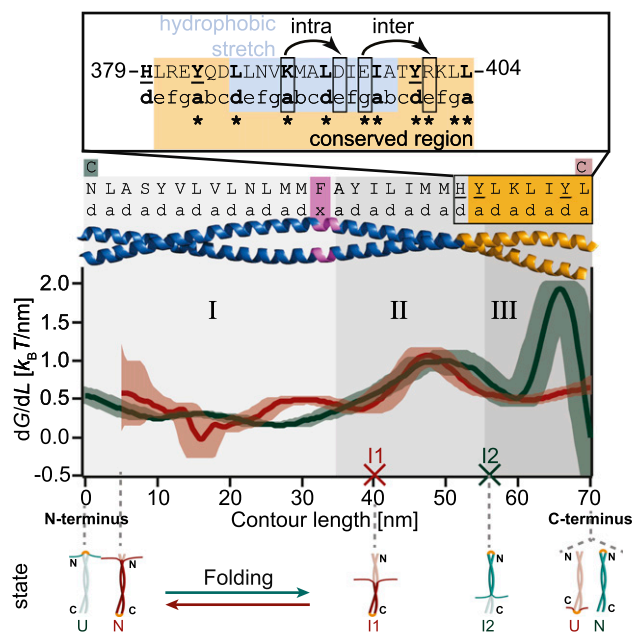 hydrophobic
stretch
intra
inter
379-HLREYQDLLNVKMALDIEIATYRKLL-404
defgabcdefgabcdefgabcdefga
* * * * ** ** **
conserved region
C
C
N L A S Y V L V L N L M M F A Y I L I M M H Y L K L I Y L
d a d a d a d a d a d a d x a d a d a d a d a d a d a d a
2.0
1.5
1.0
0.5
0.0
-0.5
dG/dL [kBT/nm]
I
II
III
I1
I2
0
10
20
30
40
50
60
70
N-terminus
Contour length [nm]
C-terminus
state
Folding
N
C
U
N
C
N
N
C
I1
N
C
I2
N
C
U
N
C
N